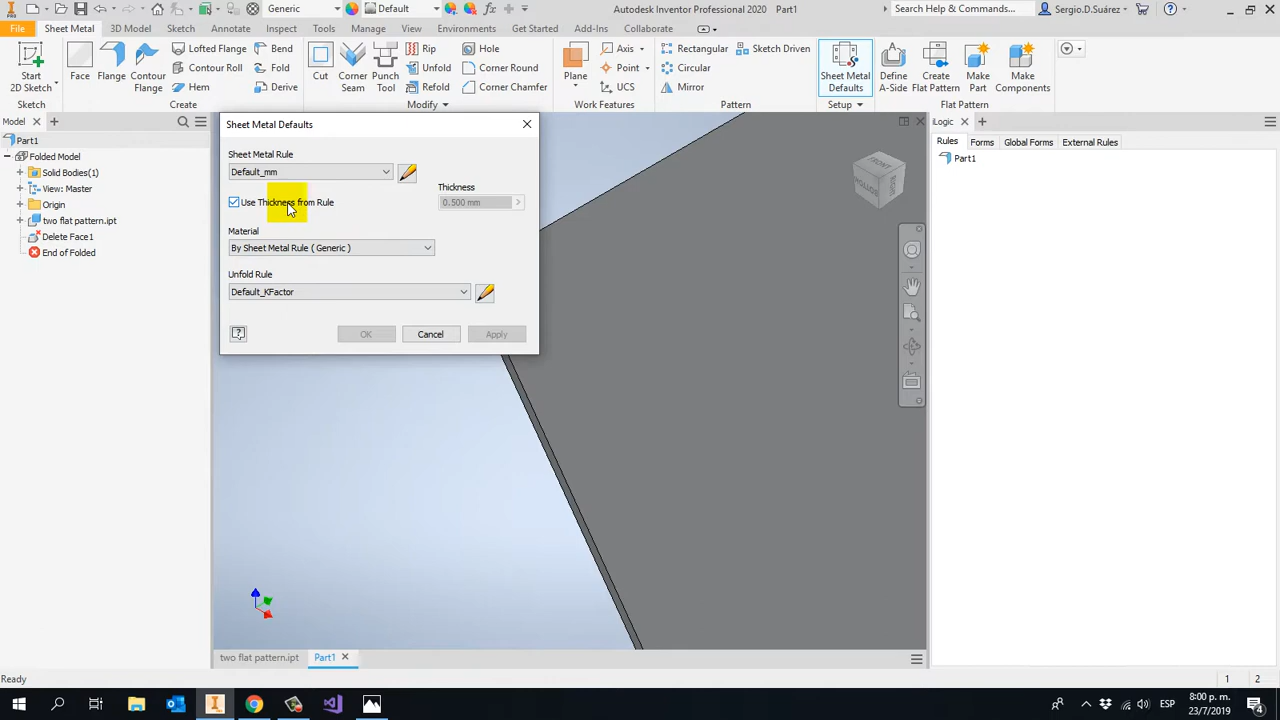 Generic
Default
Autodesk Inventor Professional 2020 Part1
Search Help & Commands...
Sergio.D.Suárez
File
Sheet Metal
3D Model
Sketch
Annotate
Inspect
Tools
Manage
View
Environments
Get Started
Add-Ins
Collaborate
Start
2D Sketch
Face
Flange
Contour
Flange
Lofted Flange
Contour Roll
Hem
Bend
Derive
Cut
Corner
Seam
Punch
Tool
Rip
Unfold
Refold
Hole
Corner Round
Corner Chamfer
Plane
Axis
Point
UCS
Rectangular
Circular
Mirror
Sketch Driven
Sheet Metal
Defaults
Define
A-Side
Create
Flat Pattern
Make
Part
Make
Components
Sketch
Create
Modify
Work Features
Pattern
Setup
Flat Pattern
Model
Part1
Folded Model
Solid Bodies(1)
View: Master
Origin
two flat pattern.ipt
Delete Face1
End of Folded
Sheet Metal Defaults
Sheet Metal Rule
Default_mm
Use Thickness from Rule
Thickness
0.500 mm
Material
By Sheet Metal Rule ( Generic )
Unfold Rule
Default_KFactor
OK
Cancel
Apply
FRONT
BOTTOM
iLogic
Rules
Forms
Global Forms
External Rules
Part1
two flat pattern.ipt
Part1
Ready
1
2
ESP
8:00 p. m.
23/7/2019
4